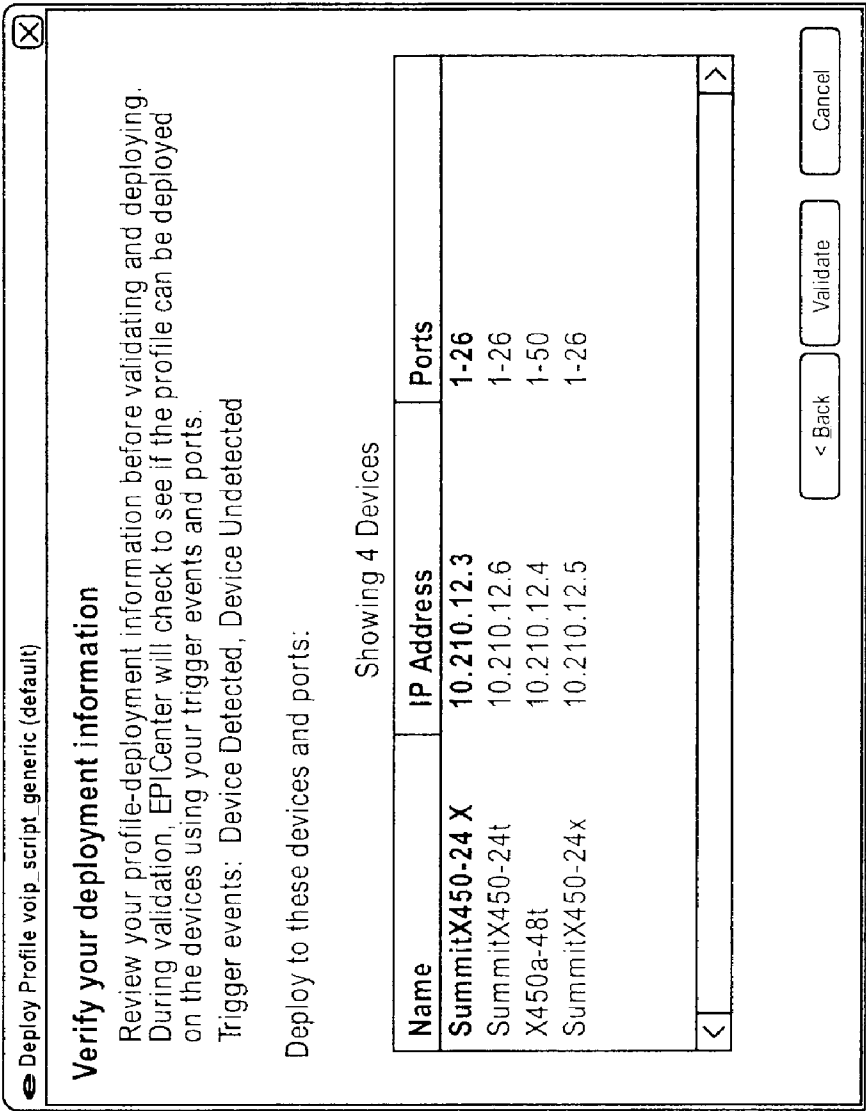 Deploy Profile voip_script_generic (default)
Verify your deployment information
Review your profile-deployment information before validating and deploying.
During validation, EPICenter will check to see if the profile can be deployed
on the devices using your trigger events and ports.
Trigger events: Device Detected, Device Undetected
Deploy to these devices and ports:
Showing 4 Devices
Name IP Address Ports
SummitX450-24 X 10.210.12.3 1-26
SummitX450-24t 10.210.12.6 1-26
X450a-48t 10.210.12.4 1-50
SummitX450-24x 10.210.12.5 1-26
< Back Validate Cancel